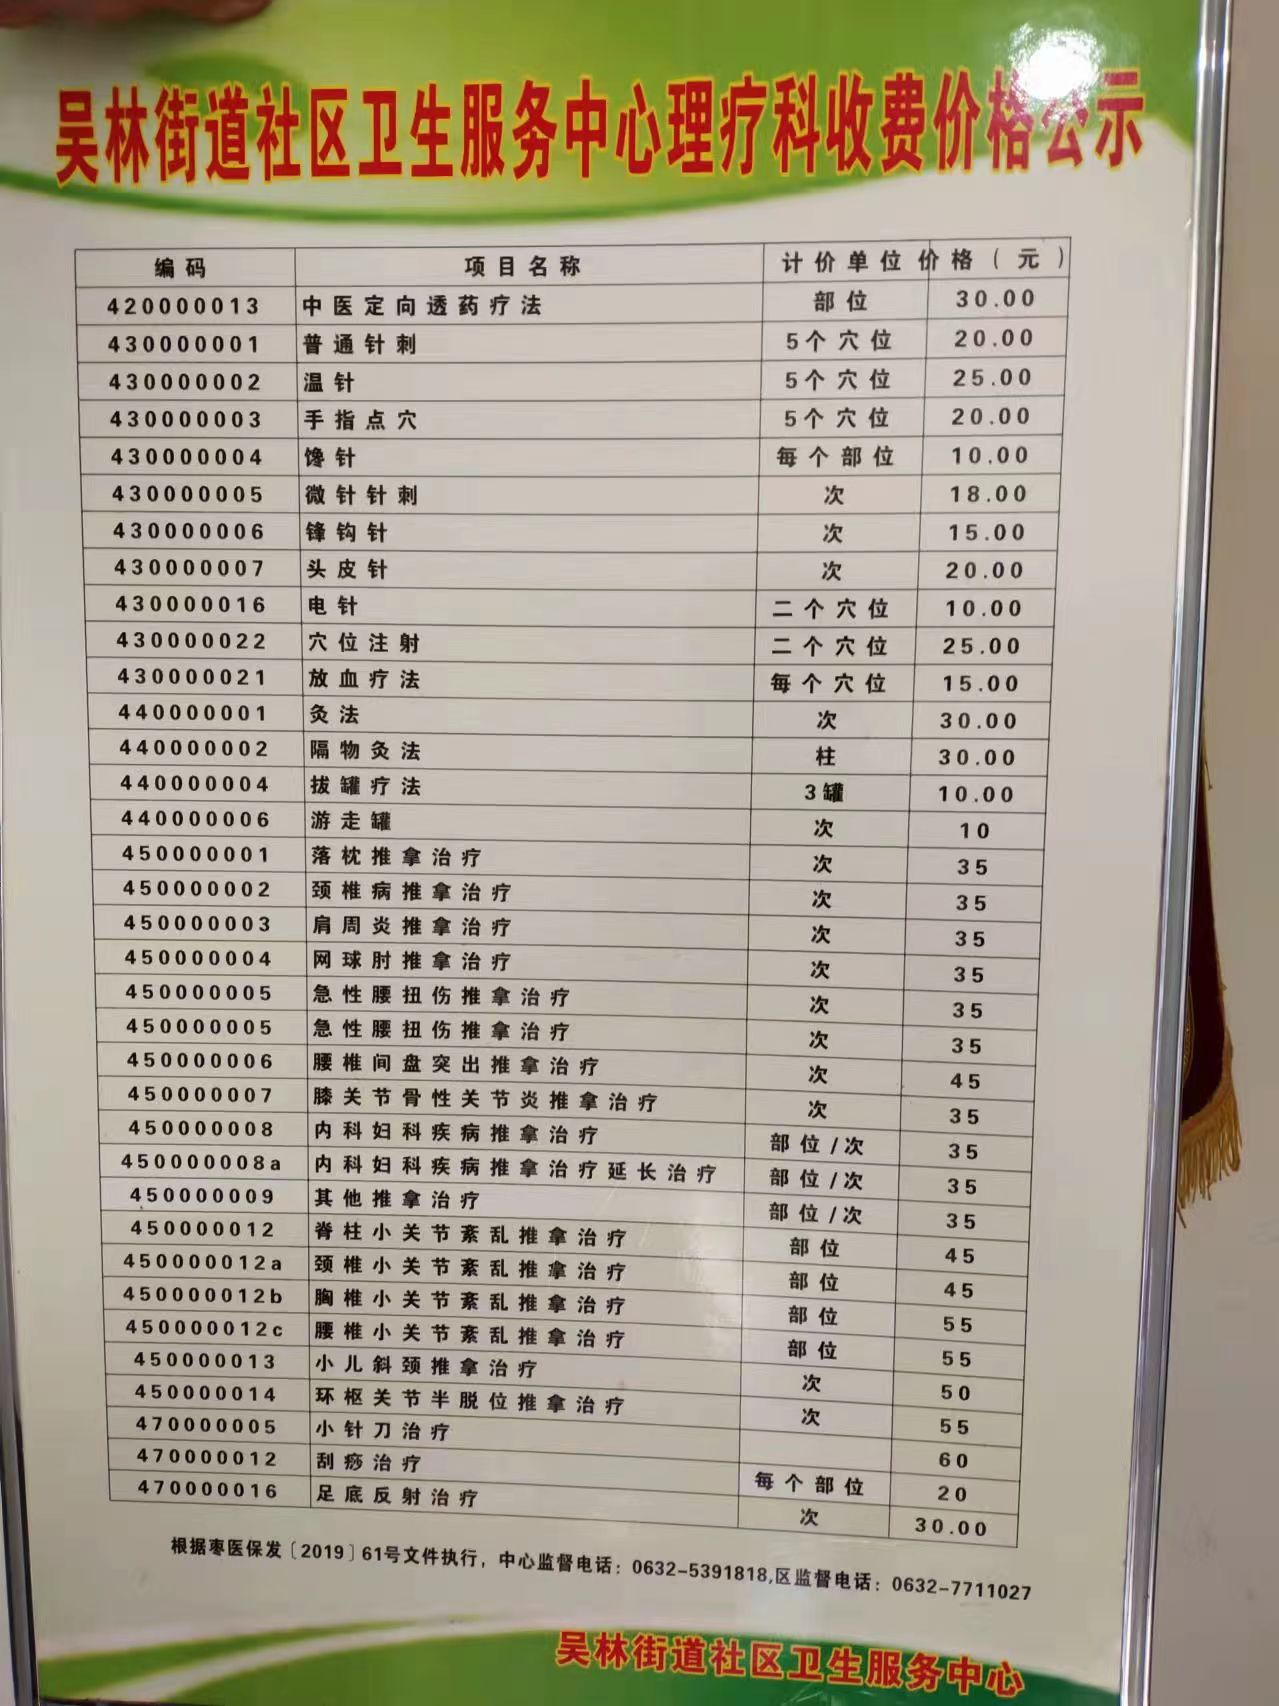 吴林街道社区卫生服务中心理疗科收费价格公示
编码 项目名称 计价单位 价格(元)
420000013 中医定向透药疗法 部位 30.00
430000001 普通针刺 5个穴位 20.00
430000002 温针 5个穴位 25.00
430000003 手指点穴 5个穴位 20.00
430000004 馋针 每个部位 10.00
430000005 微针针刺 次 18.00
430000006 锋钩针 次 15.00
430000007 头皮针 次 20.00
430000016 电针 二个穴位 10.00
430000022 穴位注射 二个穴位 25.00
430000021 放血疗法 每个穴位 15.00
440000001 灸法 次 30.00
440000002 隔物灸法 柱 30.00
440000004 拔罐疗法 3罐 10.00
440000006 游走罐 次 10
450000001 落枕推拿治疗 次 35
450000002 颈椎病推拿治疗 次 35
450000003 肩周炎推拿治疗 次 35
450000004 网球肘推拿治疗 次 35
450000005 急性腰扭伤推拿治疗 次 35
450000005 急性腰扭伤推拿治疗 次 35
450000006 腰椎间盘突出推拿治疗 次 45
450000007 膝关节骨性关节炎推拿治疗 次 35
450000008 内科妇科疾病推拿治疗 部位/次 35
450000008a 内科妇科疾病推拿治疗延长治疗 部位/次 35
450000009 其他推拿治疗 部位/次 35
450000012 脊柱小关节紊乱推拿治疗 部位 45
450000012a 颈椎小关节紊乱推拿治疗 部位 45
450000012b 胸椎小关节紊乱推拿治疗 部位 55
450000012c 腰椎小关节紊乱推拿治疗 部位 55
450000013 小儿斜颈推拿治疗 次 50
450000014 环枢关节半脱位推拿治疗 次 55
470000005 小针刀治疗 60
470000012 刮痧治疗 每个部位 20
470000016 足底反射治疗 次 30.00
根据枣医保发〔2019〕61号文件执行，中心监督电话：0632-5391818,区监督电话：0632-7711027
吴林街道社区卫生服务中心